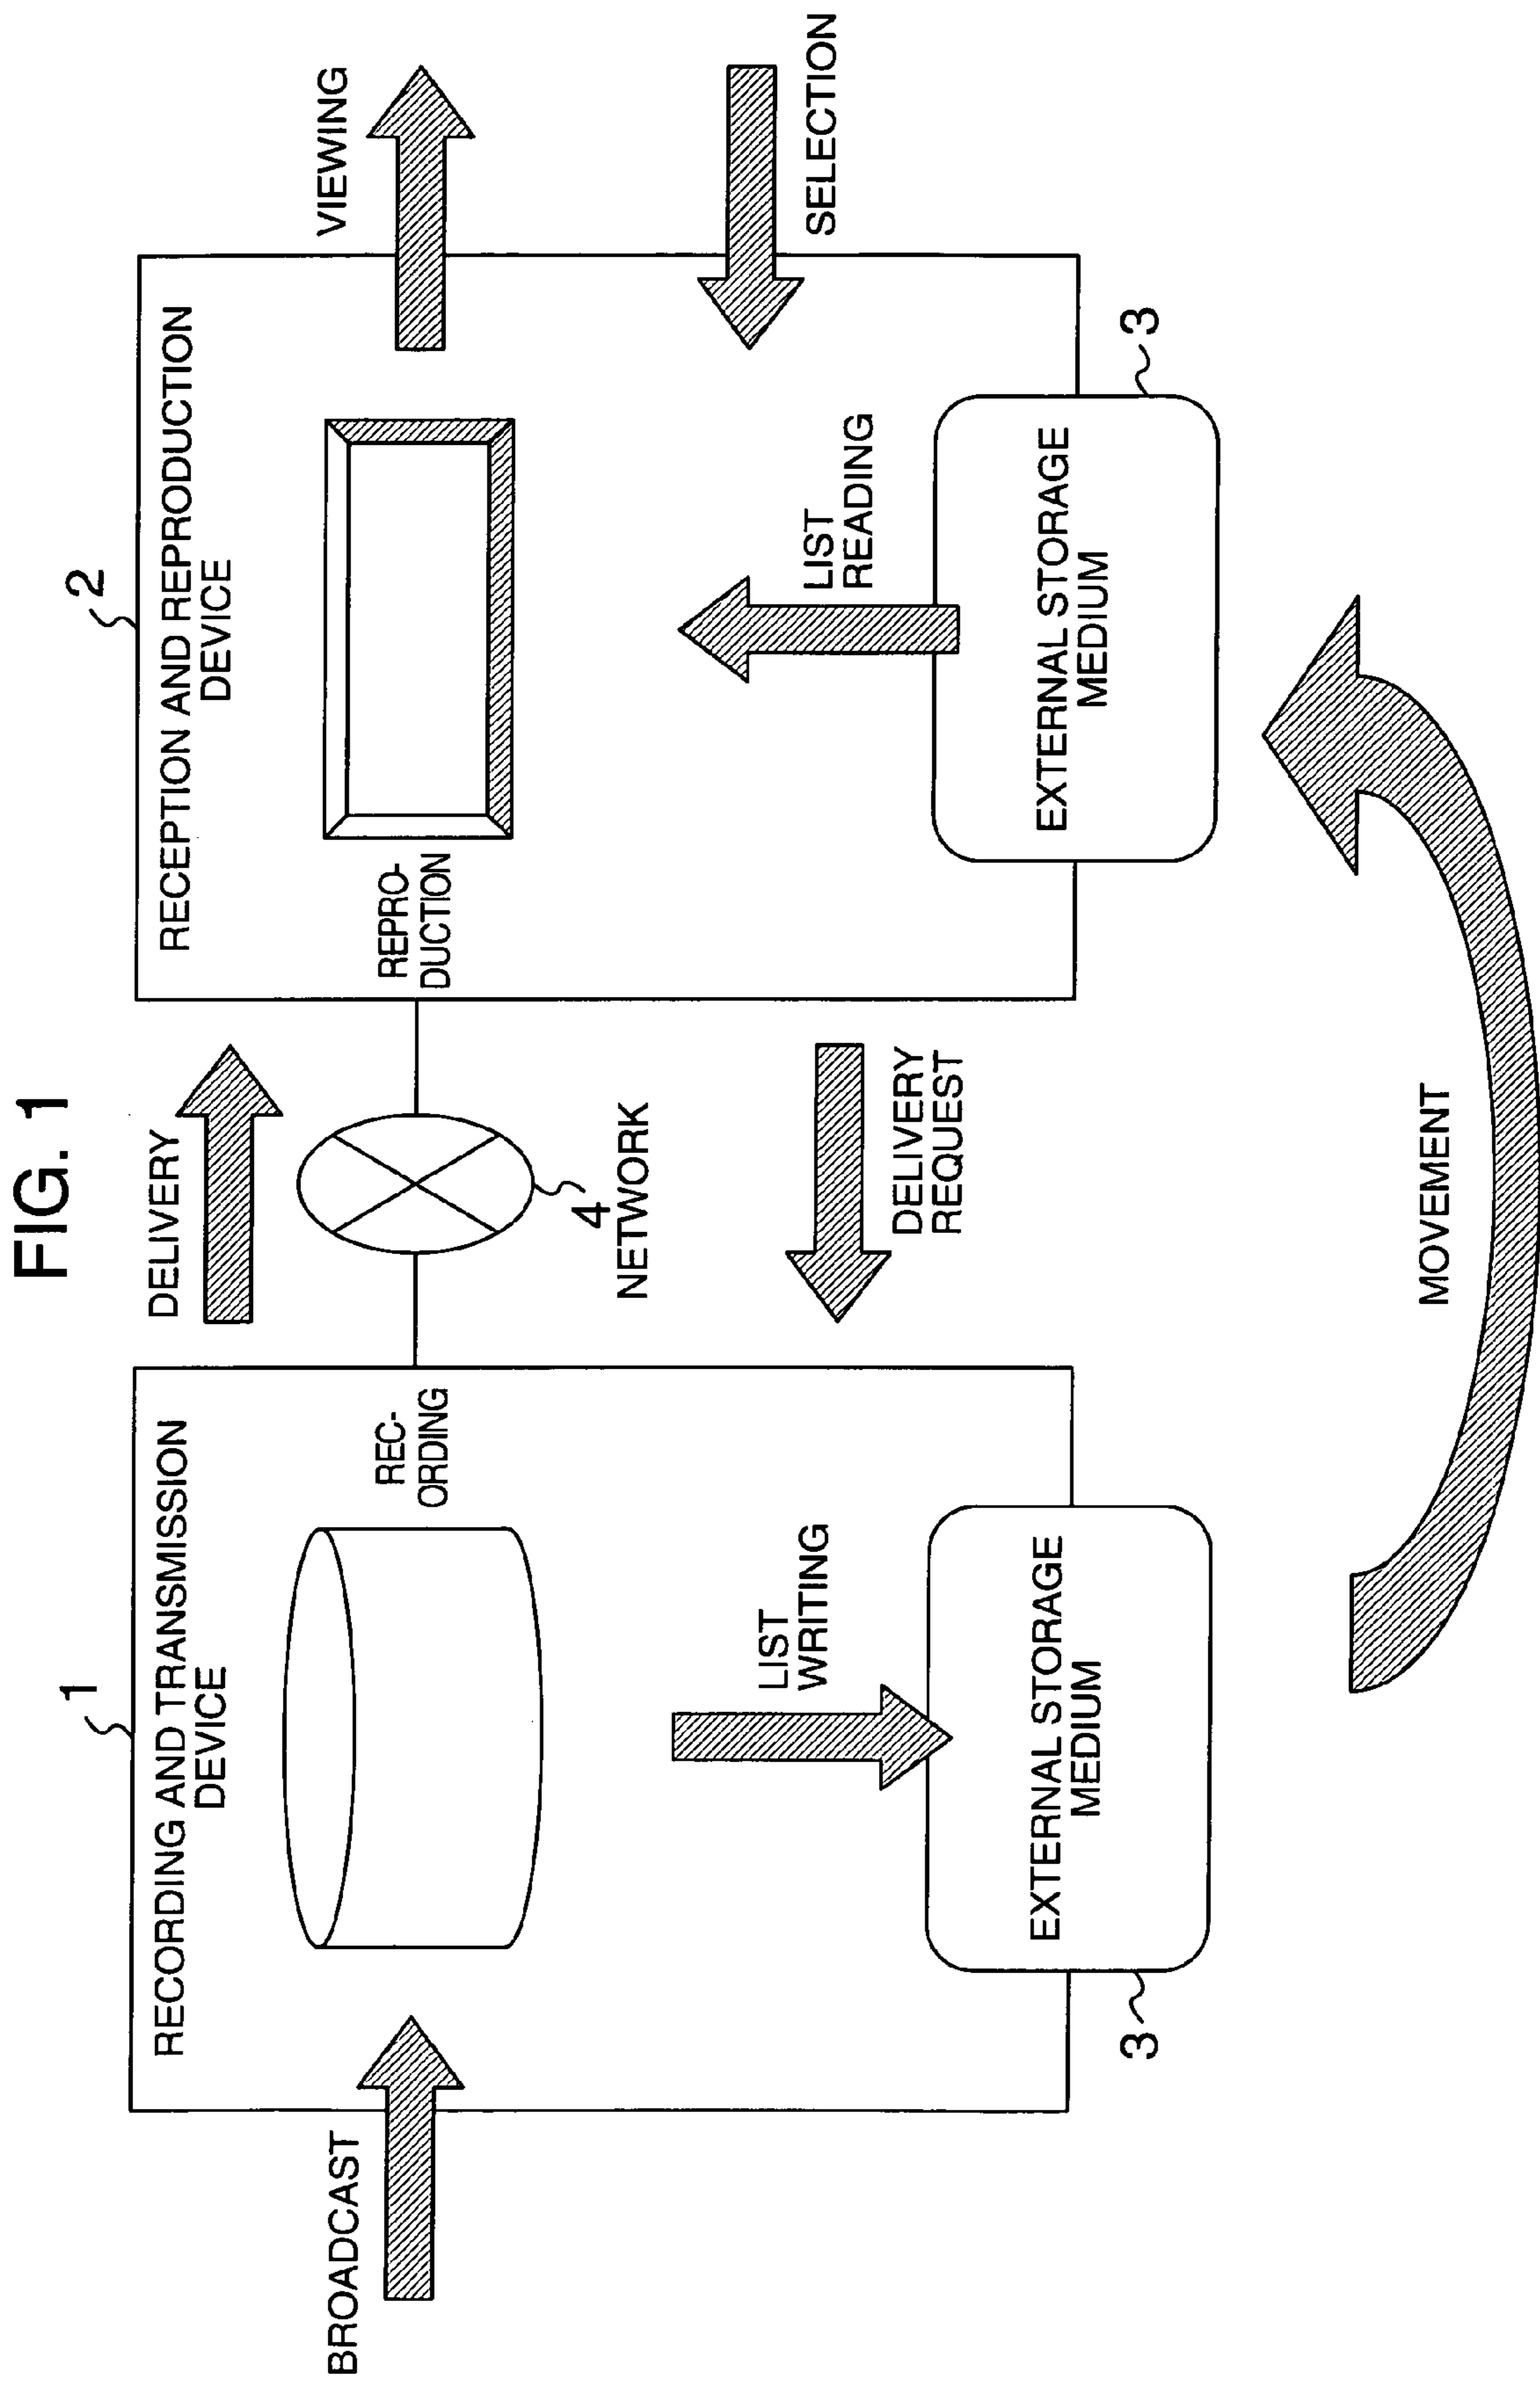 FIG. 1
1
RECORDING AND TRANSMISSION
DEVICE
BROADCAST
REC-
ORDING
LIST
WRITING
EXTERNAL STORAGE
MEDIUM
3
DELIVERY
4
NETWORK
DELIVERY
REQUEST
2
RECEPTION AND REPRODUCTION
DEVICE
REPRO-
DUCTION
VIEWING
SELECTION
LIST
READING
EXTERNAL STORAGE
MEDIUM
3
MOVEMENT